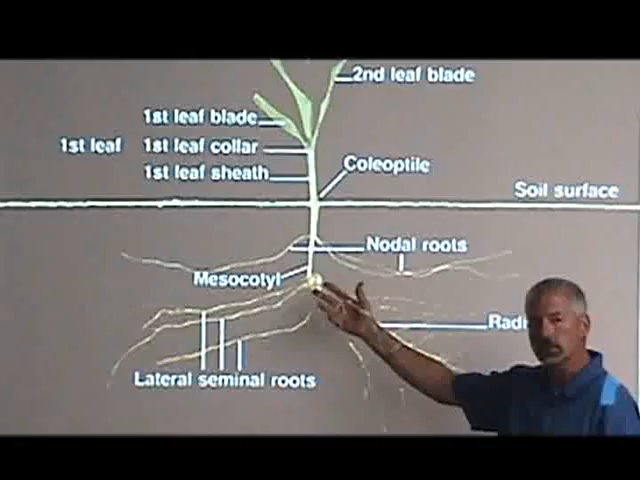 2nd leaf blade
1st leaf blade
1st leaf 1st leaf collar
1st leaf sheath
Coleoptile
Soil surface
Nodal roots
Mesocotyl
Lateral seminal roots